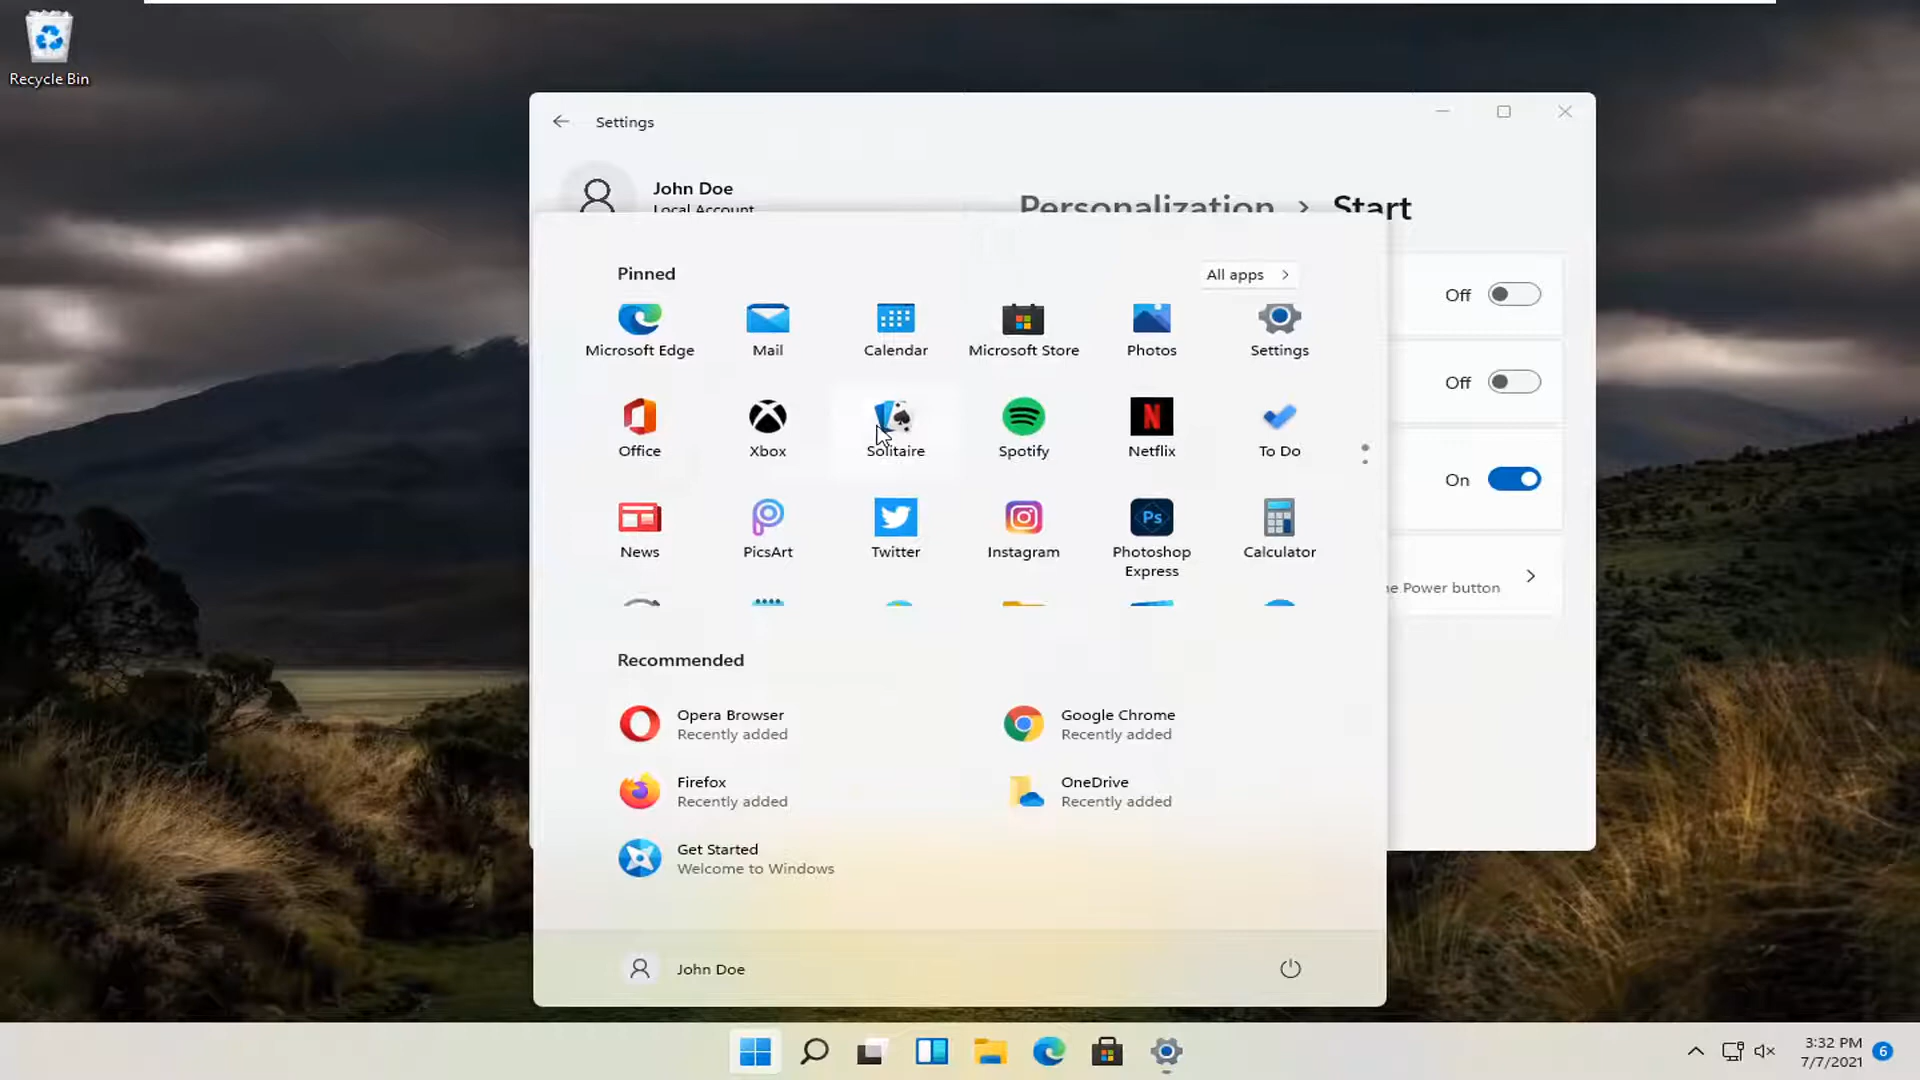 Recycle Bin
Settings
John Doe
Local Account
Personalization > Start
Pinned
All apps >
Off
Microsoft Edge
Mail
Calendar
Microsoft Store
Photos
Settings
Off
Office
Xbox
Solitaire
Spotify
Netflix
To Do
On
News
PicsArt
Twitter
Instagram
Ps
Photoshop
Express
Calculator
e Power button
Recommended
Opera Browser
Recently added
Google Chrome
Recently added
Firefox
Recently added
OneDrive
Recently added
Get Started
Welcome to Windows
John Doe
3:32 PM
7/7/2021
6